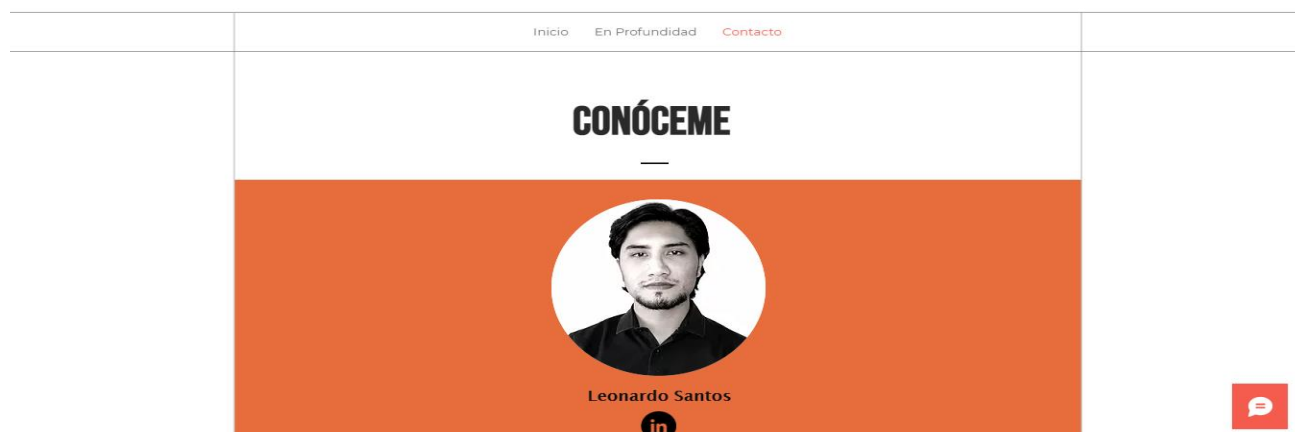 Inicio En Profundidad Contacto
CONÓCEME
Leonardo Santos
in